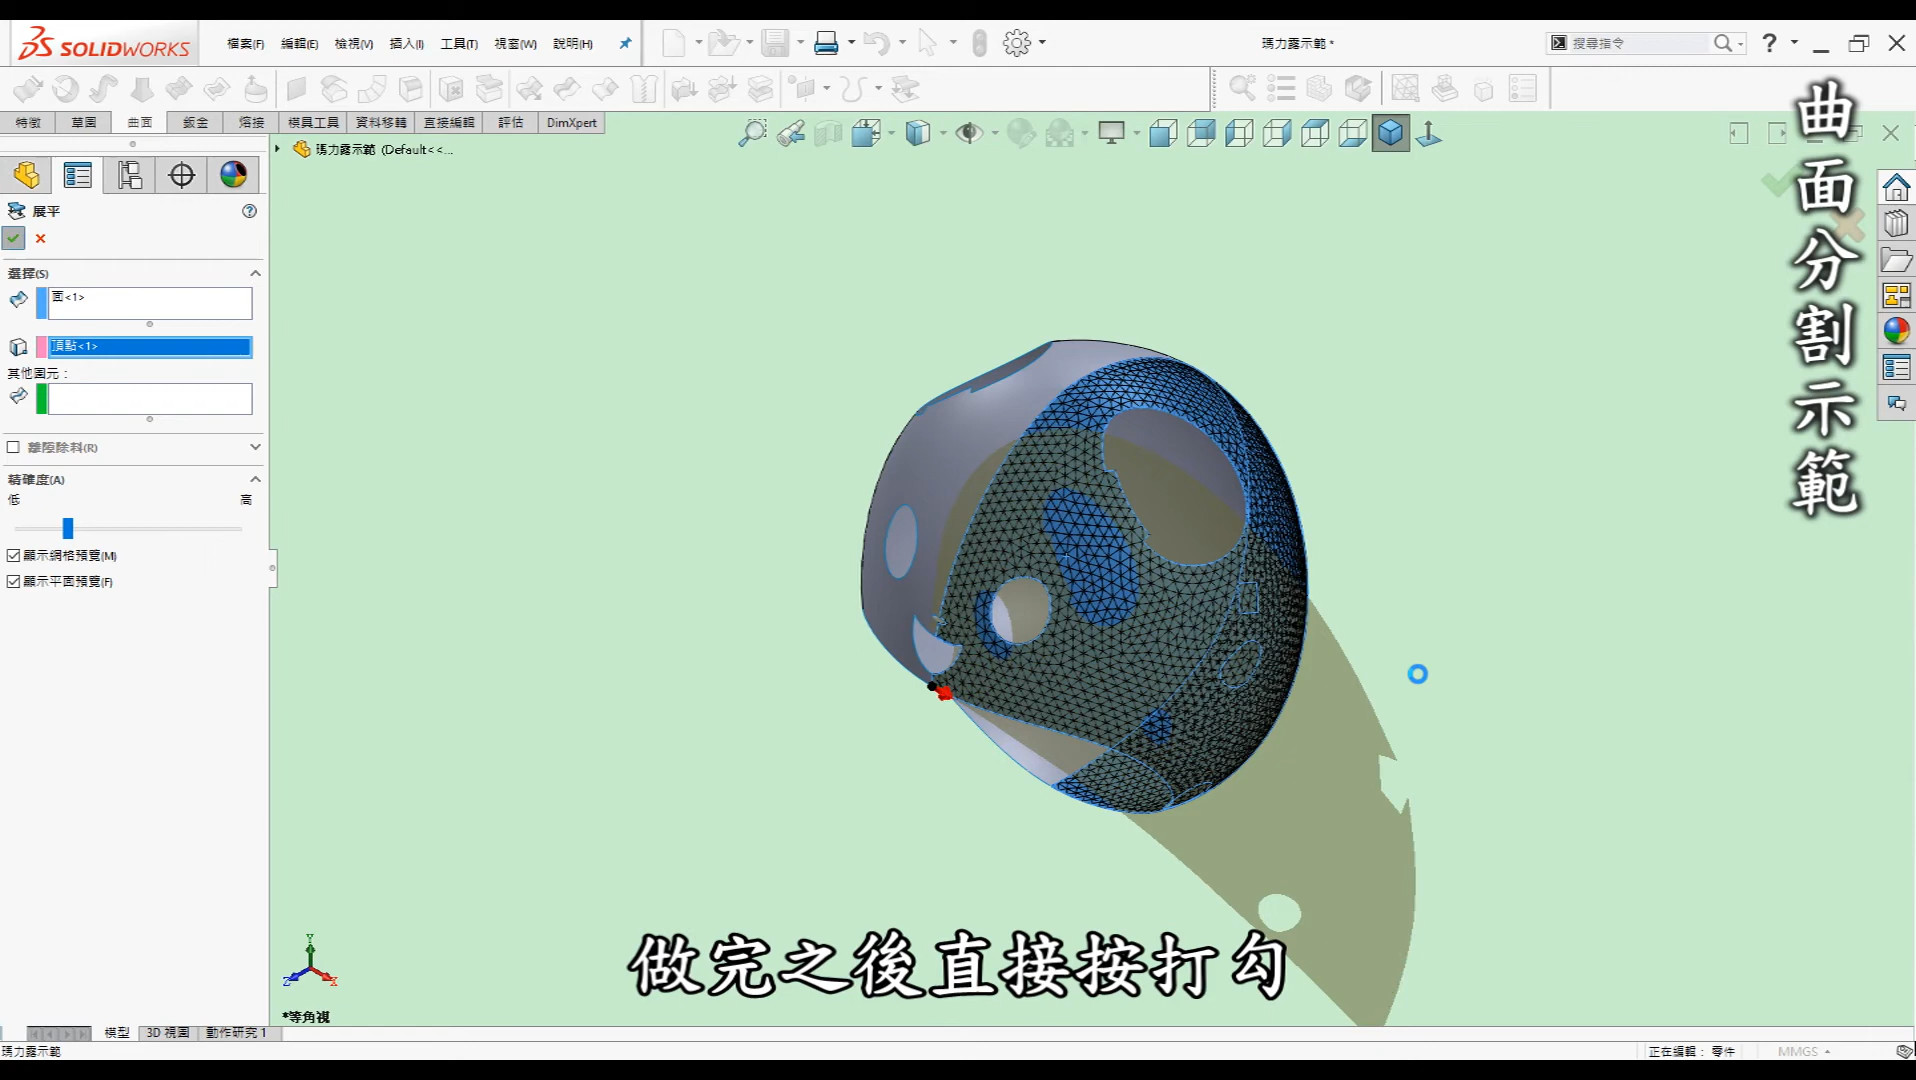 SOLIDWORKS
檔案(F) 編輯(E) 檢視(V) 插入(I) 工具(T) 視窗(W) 說明(H)
瑪力露示範 *
搜尋指令
特徵 草圖 曲面 鈑金 熔接 模具工具 資料移轉 直接編輯 評估 DimXpert
瑪力露示範 (Default<<...
展平
選擇(S)
面<1>
頂點<1>
其他圖元：
離隙除料(R)
精確度(A)
低 高
顯示網格預覽(M)
顯示平面預覽(F)
曲面分割示範
做完之後直接按打勾
Y
Z X
*等角視
模型 3D 視圖 動作研究 1
瑪力露示範
正在編輯：零件
MMGS